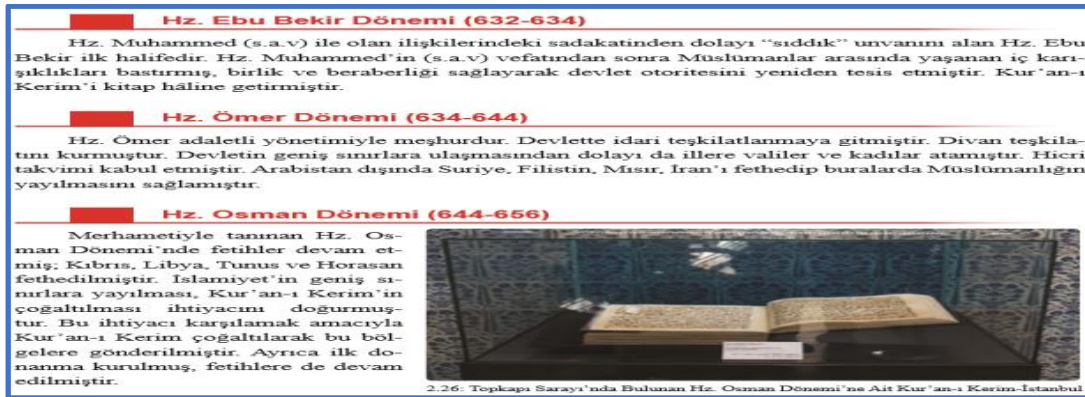 Hz. Ebu Bekir Dönemi (632-634)
Hz. Muhammed (s.a.v) ile olan ilişkilerindeki sadakatinden dolayı “sıddık” unvanını alan Hz. Ebu
Bekir ilk halifedir. Hz. Muhammed’in (s.a.v) vefatından sonra Müslümanlar arasında yaşanan iç karı-
şıklıkları bastırmış, birlik ve beraberliği sağlayarak devlet otoritesini yeniden tesis etmiştir. Kur’an-ı
Kerim’i kitap hâline getirmiştir.
Hz. Ömer Dönemi (634-644)
Hz. Ömer adaletli yönetimiyle meşhurdur. Devlette idari teşkilatlanmaya gitmiştir. Divan teşkila-
tını kurmuştur. Devletin geniş sınırlara ulaşmasından dolayı da illere valiler ve kadılar atamıştır. Hicri
takvimi kabul etmiştir. Arabistan dışında Suriye, Filistin, Mısır, İran’ı fethedip buralarda Müslümanlığın
yayılmasını sağlamıştır.
Hz. Osman Dönemi (644-656)
Merhametiyle tanınan Hz. Os-
man Dönemi’nde fetihler devam et-
miş; Kıbrıs, Libya, Tunus ve Horasan
fethedilmiştir. İslamiyet’in geniş sı-
nırlara yayılması, Kur’an-ı Kerim’in
çoğaltılması ihtiyacını doğurmuş-
tur. Bu ihtiyacı karşılamak amacıyla
Kur’an-ı Kerim çoğaltılarak bu böl-
gelere gönderilmiştir. Ayrıca ilk do-
nanma kurulmuş, fetihlere de devam
edilmiştir.
2.26: Topkapı Sarayı’nda Bulunan Hz. Osman Dönemi’ne Ait Kur’an-ı Kerim-İstanbul